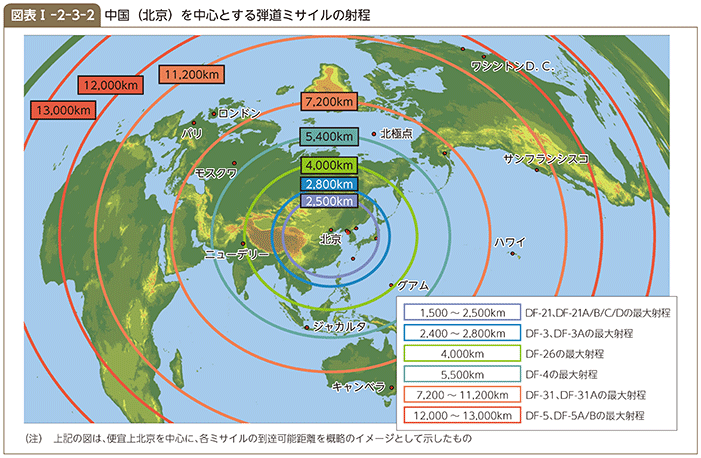 図表Ⅰ-2-3-2 中国（北京）を中心とする弾道ミサイルの射程
ワシントンD.C.
11,200km
12,000km
13,000km
7,200km
ロンドン
パリ
北極点
5,400km
モスクワ
4,000km
サンフランシスコ
2,800km
2,500km
北京
ニューデリー
ハワイ
グアム
ジャカルタ
キャンベラ
1,500 ～ 2,500km DF-21、DF-21A/B/C/Dの最大射程
2,400 ～ 2,800km DF-3、DF-3Aの最大射程
4,000km DF-26の最大射程
5,500km DF-4の最大射程
7,200 ～ 11,200km DF-31、DF-31Aの最大射程
12,000 ～ 13,000km DF-5、DF-5A/Bの最大射程
（注） 上記の図は、便宜上北京を中心に、各ミサイルの到達可能距離を概略のイメージとして示したもの